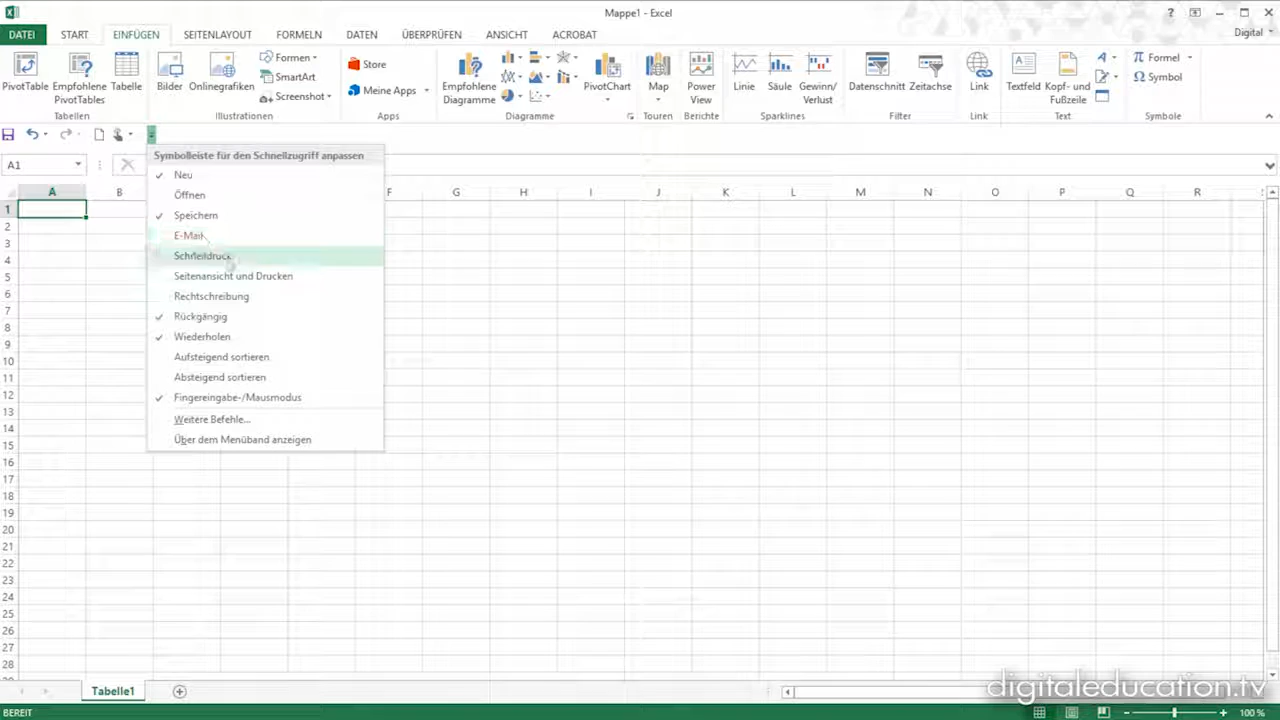 Mappe1 - Excel
DATEI START EINFÜGEN SEITENLAYOUT FORMELN DATEN ÜBERPRÜFEN ANSICHT ACROBAT Digital
PivotTable Empfohlene PivotTables Tabelle
Tabellen
Bilder Onlinegrafiken Formen SmartArt Screenshot
Illustrationen
Store
Meine Apps
Apps
Empfohlene Diagramme PivotChart
Diagramme
Map
Touren
Power View
Berichte
Linie Säule Gewinn/Verlust
Sparklines
Datenschnitt Zeitachse
Filter
Link
Link
Textfeld Kopf- und Fußzeile
Text
Formel
Symbol
Symbole
A1
Symbolleiste für den Schnellzugriff anpassen
Neu
Öffnen
Speichern
E-Mail
Schnelldruck
Seitenansicht und Drucken
Rechtschreibung
Rückgängig
Wiederholen
Aufsteigend sortieren
Absteigend sortieren
Fingereingabe-/Mausmodus
Weitere Befehle...
Über dem Menüband anzeigen
A B F G H I J K L M N O P Q R
1
2
3
4
5
6
7
8
9
10
11
12
13
14
15
16
17
18
19
20
21
22
23
24
25
26
27
28
Tabelle1
digitaleducation.tv
BEREIT 100 %